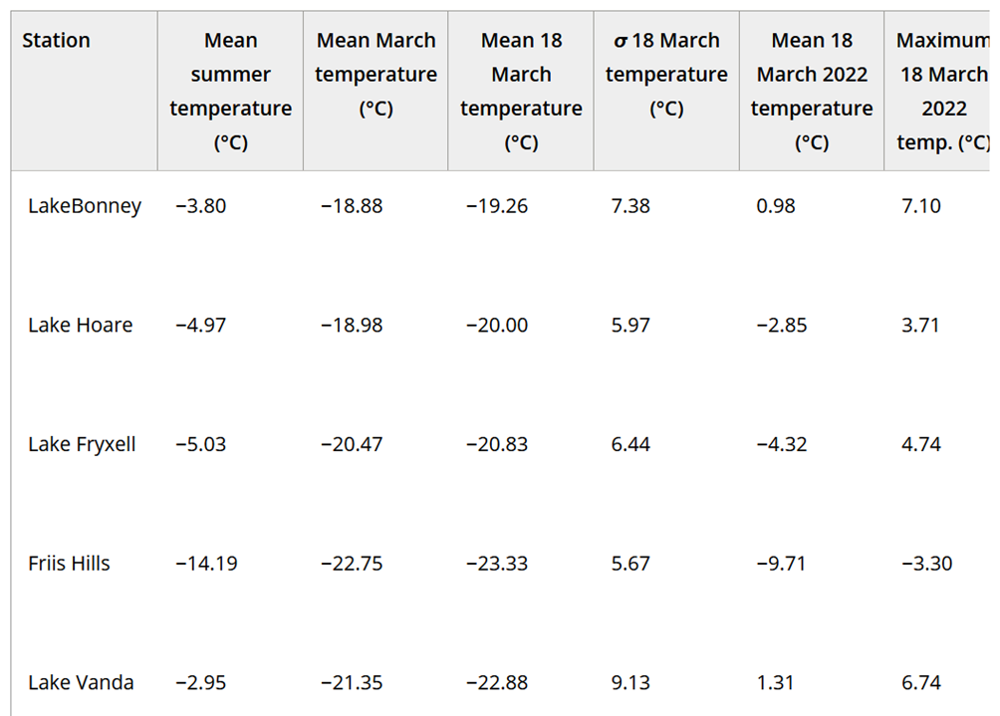 Station Mean summer temperature (°C) Mean March temperature (°C) Mean 18 March temperature (°C) σ 18 March temperature (°C) Mean 18 March 2022 temperature (°C) Maximum 18 March 2022 temp. (°C)
LakeBonney −3.80 −18.88 −19.26 7.38 0.98 7.10
Lake Hoare −4.97 −18.98 −20.00 5.97 −2.85 3.71
Lake Fryxell −5.03 −20.47 −20.83 6.44 −4.32 4.74
Friis Hills −14.19 −22.75 −23.33 5.67 −9.71 −3.30
Lake Vanda −2.95 −21.35 −22.88 9.13 1.31 6.74